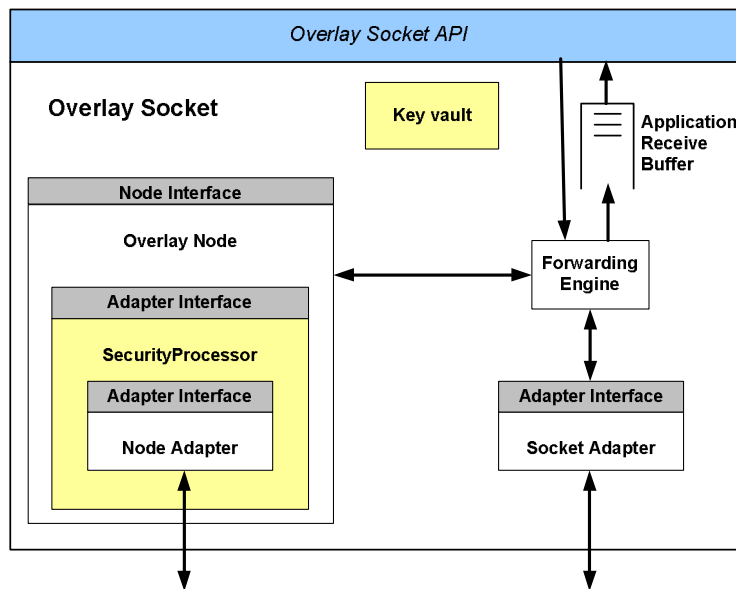 Overlay Socket API
Overlay Socket
Key vault
Application
Receive
Buffer
Node Interface
Overlay Node
Forwarding
Engine
Adapter Interface
SecurityProcessor
Adapter Interface
Node Adapter
Adapter Interface
Socket Adapter